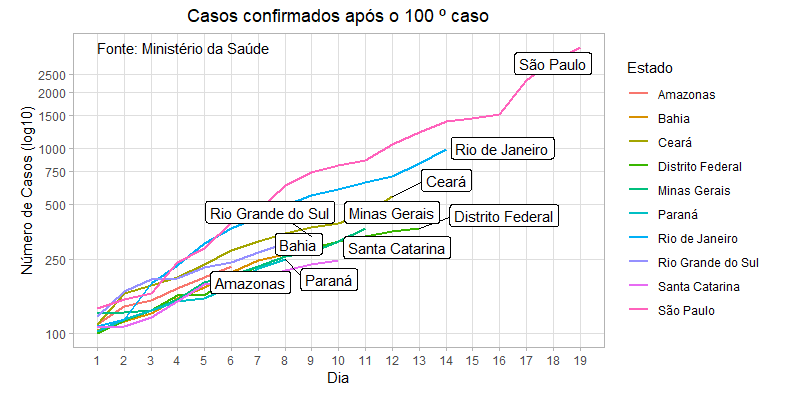 Casos confirmados após o 100 º caso
Fonte: Ministério da Saúde
Número de Casos (log10)
2500
2000
1500
1000
750
500
250
100
São Paulo
Rio de Janeiro
Ceará
Rio Grande do Sul
Minas Gerais
Distrito Federal
Bahia
Santa Catarina
Amazonas
Paraná
1 2 3 4 5 6 7 8 9 10 11 12 13 14 15 16 17 18 19
Dia
Estado
Amazonas
Bahia
Ceará
Distrito Federal
Minas Gerais
Paraná
Rio de Janeiro
Rio Grande do Sul
Santa Catarina
São Paulo